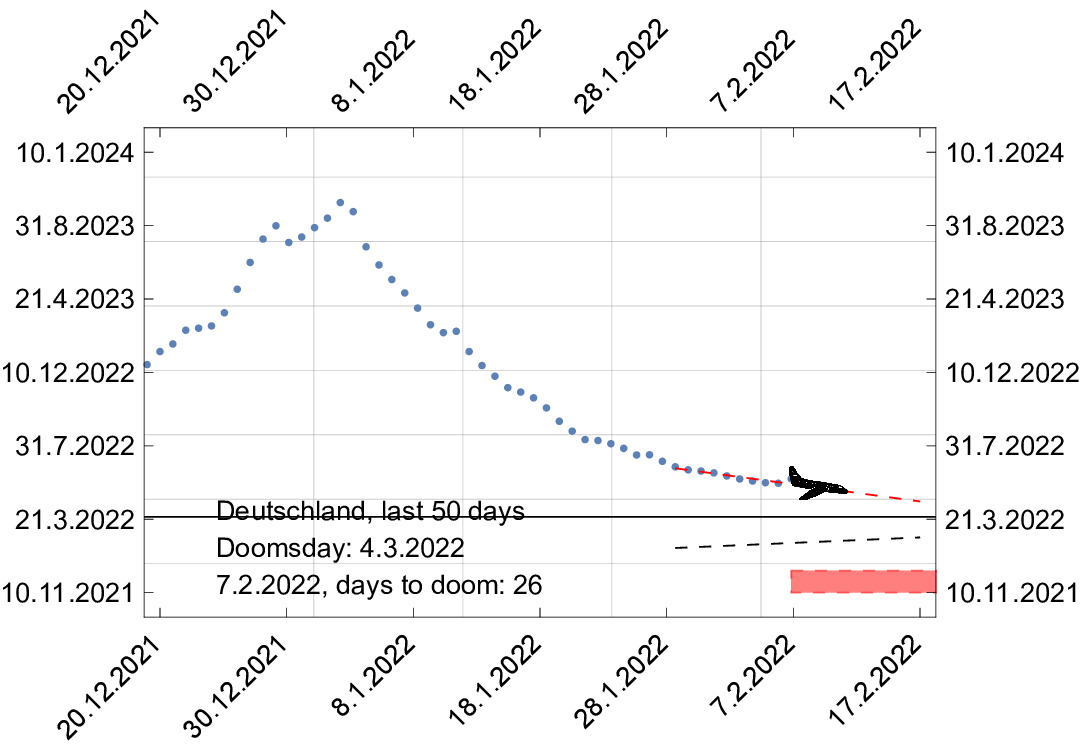 20.12.2021 30.12.2021 8.1.2022 18.1.2022 28.1.2022 7.2.2022 17.2.2022
10.1.2024 10.1.2024
31.8.2023 31.8.2023
21.4.2023 21.4.2023
10.12.2022 10.12.2022
31.7.2022 31.7.2022
Deutschland, last 50 days
21.3.2022 21.3.2022
Doomsday: 4.3.2022
7.2.2022, days to doom: 26
10.11.2021 10.11.2021
20.12.2021 30.12.2021 8.1.2022 18.1.2022 28.1.2022 7.2.2022 17.2.2022